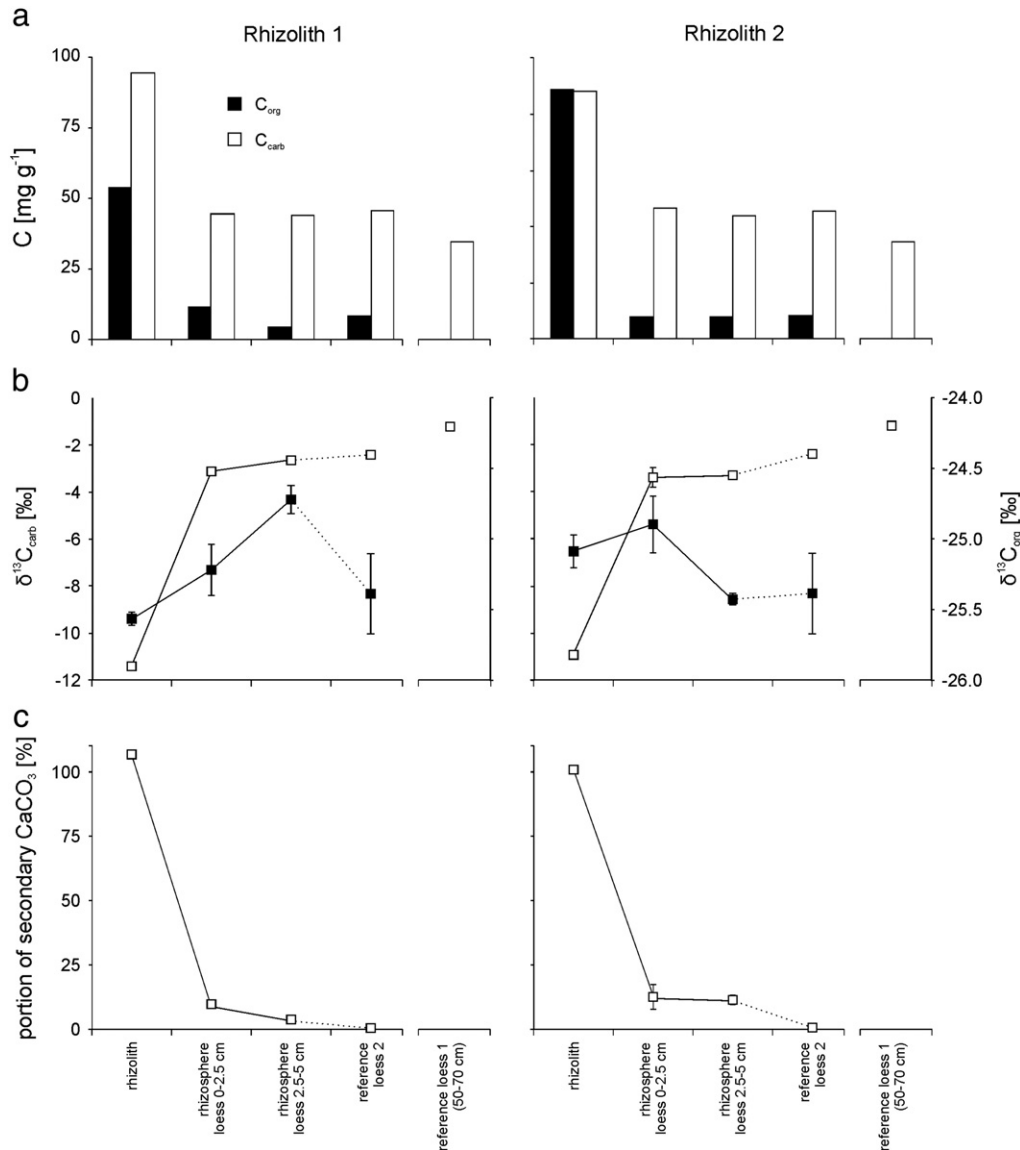 a
Rhizolith 1
Rhizolith 2
100
75
50
25
0
C [mg g⁻¹]
C_org
C_carb
b
0
-2
-4
-6
-8
-10
-12
δ¹³C_carb [‰]
-24.0
-24.5
-25.0
-25.5
-26.0
δ¹³C_org [‰]
c
100
75
50
25
0
portion of secondary CaCO₃ [%]
rhizolith
rhizosphere
loess 0-2.5 cm
rhizosphere
loess 2.5-5 cm
reference
loess 2
reference loess 1
(50-70 cm)
rhizolith
rhizosphere
loess 0-2.5 cm
rhizosphere
loess 2.5-5 cm
reference
loess 2
reference loess 1
(50-70 cm)